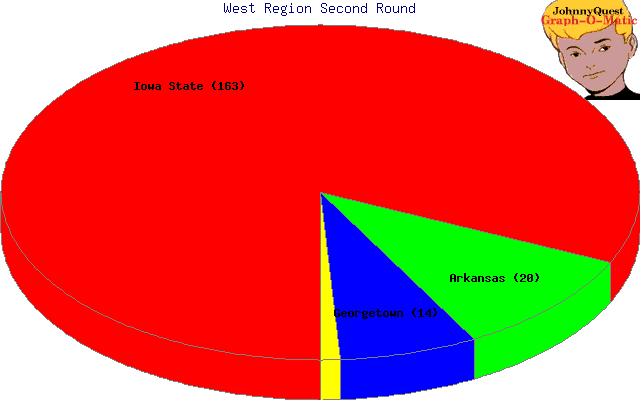 West Region Second Round
JohnnyQuest
Graph-O-Matic
Iowa State (163)
Arkansas (20)
Georgetown (14)